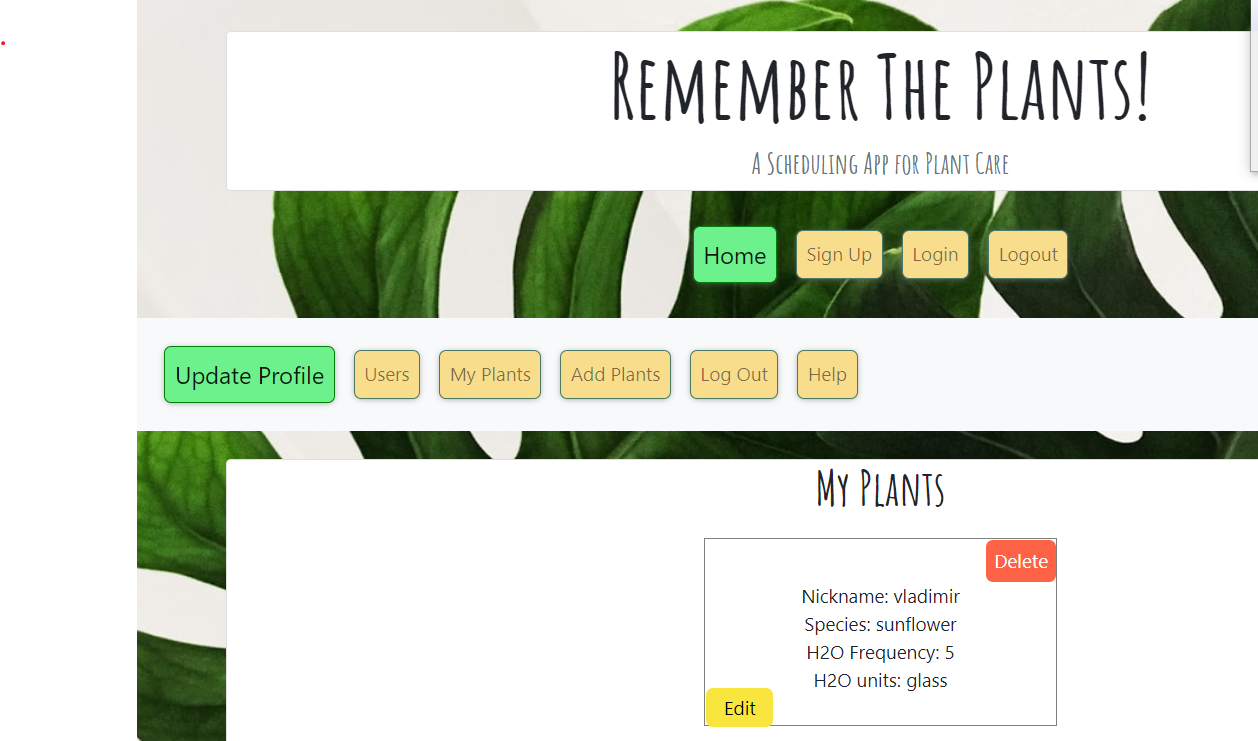 Remember The Plants!
A Scheduling App for Plant Care
Home Sign Up Login Logout
Update Profile Users My Plants Add Plants Log Out Help
My Plants
Delete
Nickname: vladimir
Species: sunflower
H2O Frequency: 5
H2O units: glass
Edit